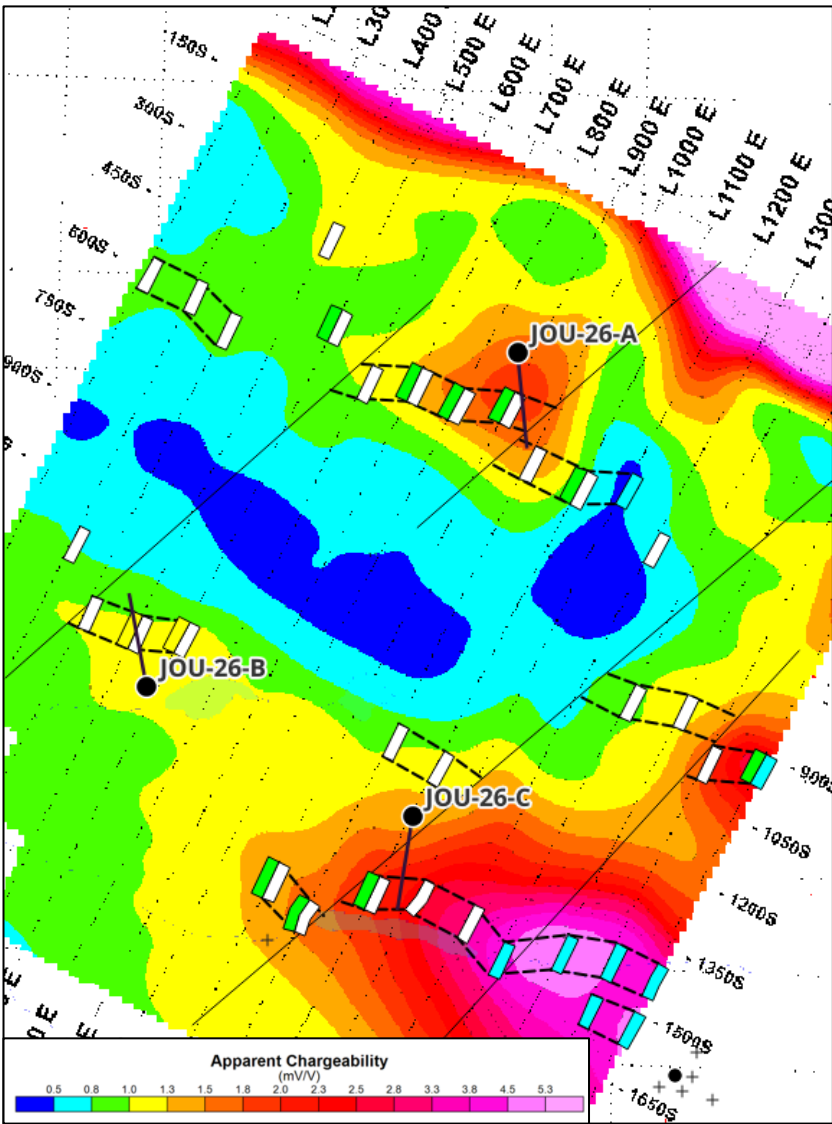 L30
L400
L500 E
L600 E
L700 E
L800 E
L900 E
L1000 E
L1100 E
L1200 E
150S
300S
450S
600S
750S
900S
JOU-26-A
JOU-26-B
JOU-26-C
900S
1050S
1200S
1350S
1500S
1650S
Apparent Chargeability
(mV/V)
0.5 0.8 1.0 1.3 1.5 1.8 2.0 2.3 2.5 2.8 3.3 3.8 4.5 5.3